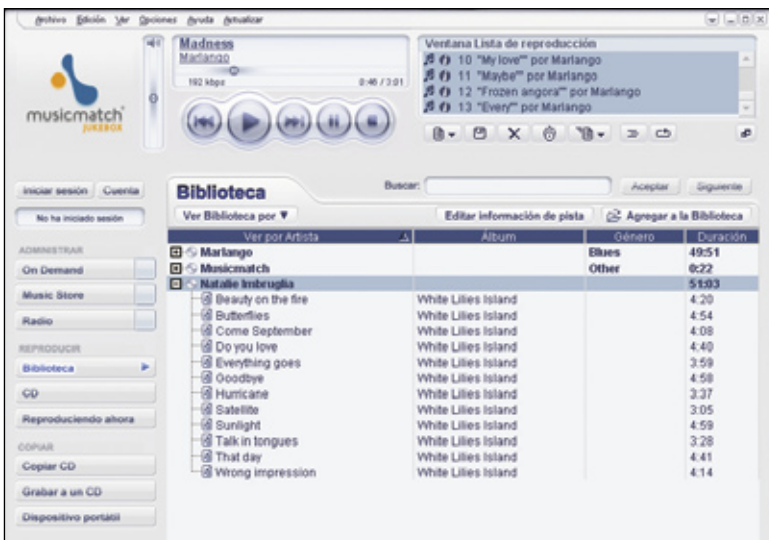 Archivo Edición Ver Opciones Ayuda Actualizar
musicmatch®
JUKEBOX
Madness
Marlango
192 kbps 0:46 / 3:01
Ventana Lista de reproducción
10 "My love"" por Marlango
11 "Maybe"" por Marlango
12 "Frozen angora"" por Marlango
13 "Every"" por Marlango
Iniciar sesión Cuenta
No ha iniciado sesión
ADMINISTRAR
On Demand
Music Store
Radio
REPRODUCIR
Biblioteca
CD
Reproduciendo ahora
COPIAR
Copiar CD
Grabar a un CD
Dispositivo portátil
Biblioteca Buscar: Aceptar Siguiente
Ver Biblioteca por ▼ Editar información de pista Agregar a la Biblioteca
Ver por Artista Álbum Género Duración
Marlango Blues 49:51
Musicmatch Other 0:22
Natalie Imbruglia 51:03
Beauty on the fire White Lilies Island 4:20
Butterflies White Lilies Island 4:54
Come September White Lilies Island 4:08
Do you love White Lilies Island 4:40
Everything goes White Lilies Island 3:59
Goodbye White Lilies Island 4:58
Hurricane White Lilies Island 3:37
Satellite White Lilies Island 3:05
Sunlight White Lilies Island 4:59
Talk in tongues White Lilies Island 3:28
That day White Lilies Island 4:41
Wrong impression White Lilies Island 4:14